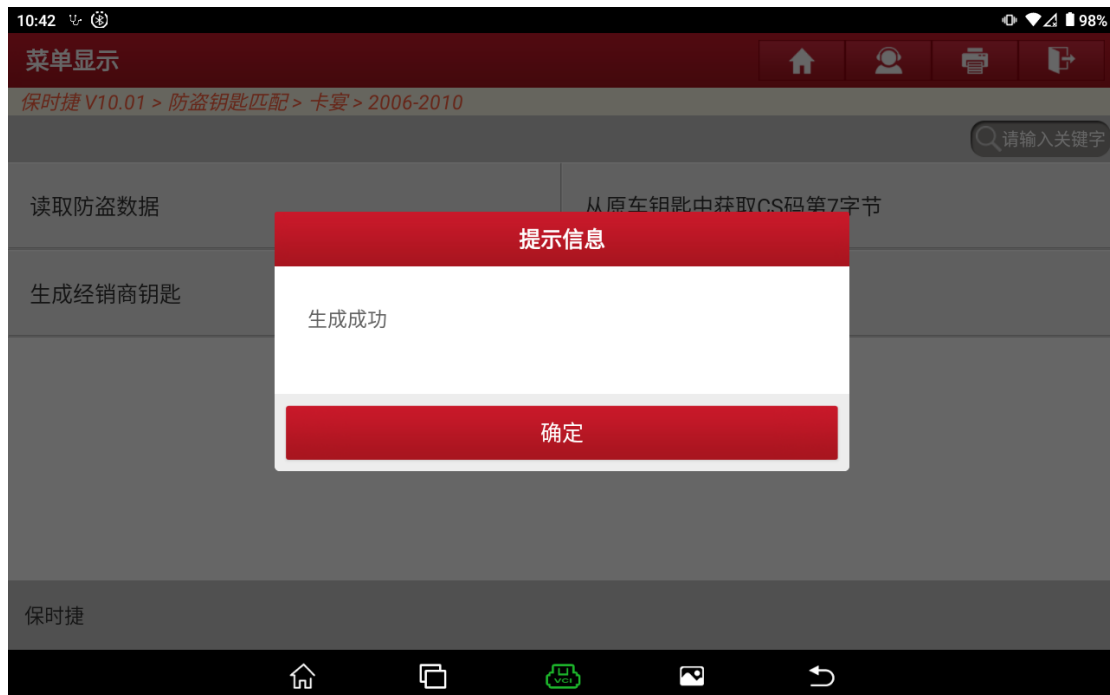 10:42
98%
菜单显示
保时捷 V10.01 > 防盗钥匙匹配 > 卡宴 > 2006-2010
请输入关键字
读取防盗数据
从原车钥匙中获取CS码第7字节
提示信息
生成经销商钥匙
生成成功
确定
保时捷
VCI